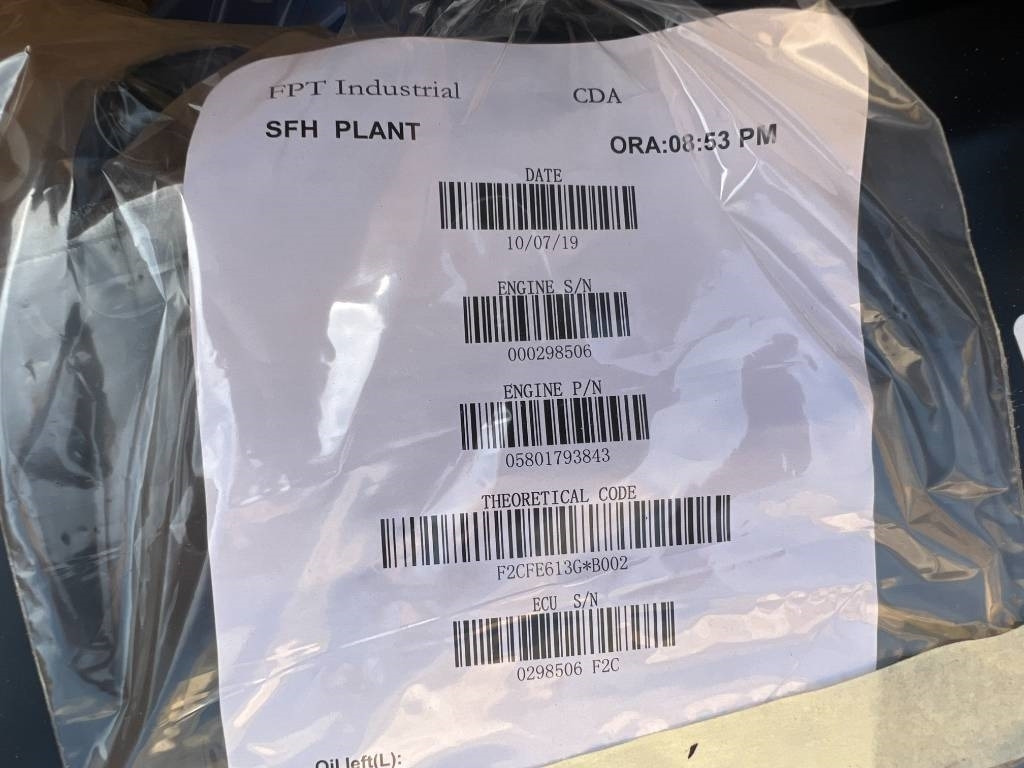 FPT Industrial CDA
SFH PLANT ORA:08:53 PM
DATE
10/07/19
ENGINE S/N
000298506
ENGINE P/N
05801793843
THEORETICAL CODE
F2CFE613G*B002
ECU S/N
0298506 F2C
Oil left(L):